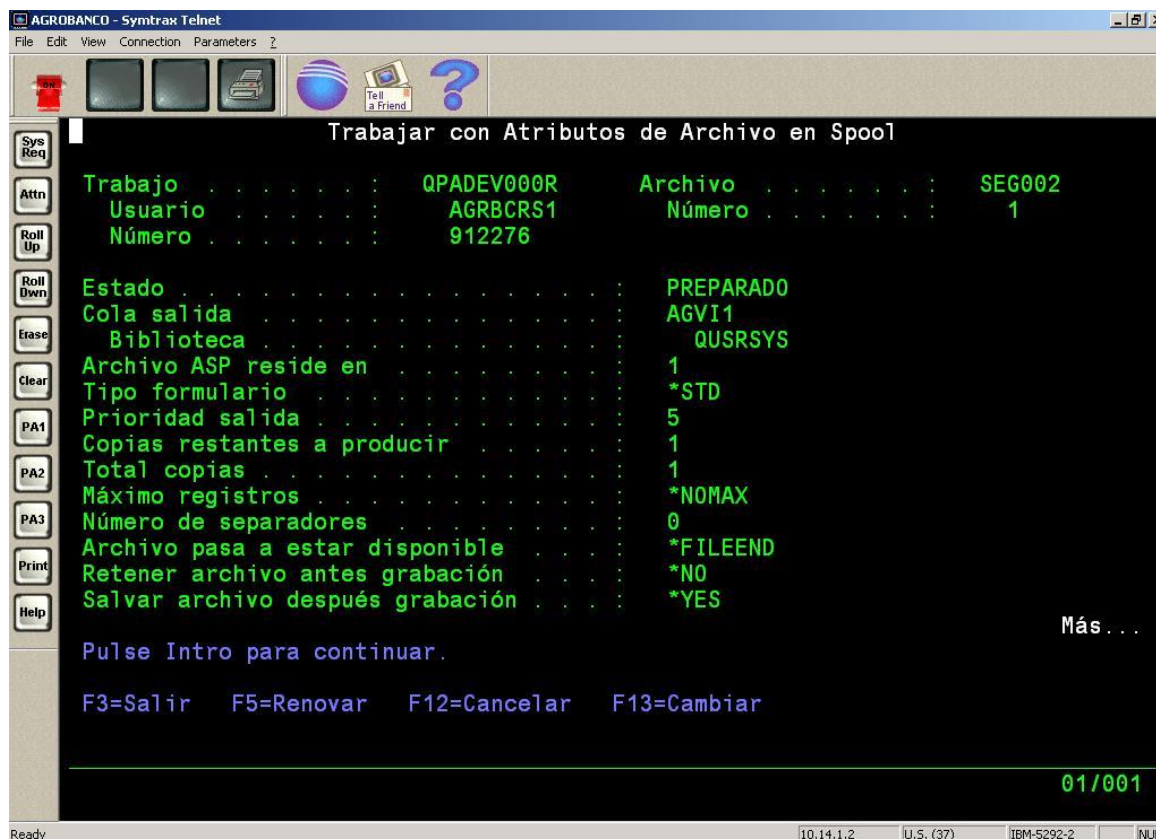 AGROBANCO - Symtrax Telnet
File Edit View Connection Parameters ?
ON
Tell a Friend
Trabajar con Atributos de Archivo en Spool
Trabajo . . . . . . : QPADEV000R Archivo . . . . . . : SEG002
Usuario . . . . . : AGRBCRS1 Número . . . . . . : 1
Número . . . . . . : 912276
Estado . . . . . . . . . . . . . . . . : PREPARADO
Cola salida . . . . . . . . . . . . . : AGVI1
Biblioteca . . . . . . . . . . . . . : QUSRSYS
Archivo ASP reside en . . . . . . . . : 1
Tipo formulario . . . . . . . . . . . : *STD
Prioridad salida . . . . . . . . . . . : 5
Copias restantes a producir . . . . . : 1
Total copias . . . . . . . . . . . . . : 1
Máximo registros . . . . . . . . . . . : *NOMAX
Número de separadores . . . . . . . . : 0
Archivo pasa a estar disponible . . . : *FILEEND
Retener archivo antes grabación . . . : *NO
Salvar archivo después grabación . . . : *YES
Más...
Pulse Intro para continuar.
F3=Salir F5=Renovar F12=Cancelar F13=Cambiar
01/001
Sys Req
Attn
Roll Up
Roll Dwn
Erase
Clear
PA1
PA2
PA3
Print
Help
Ready 10.14.1.2 U.S. (37) IBM-5292-2